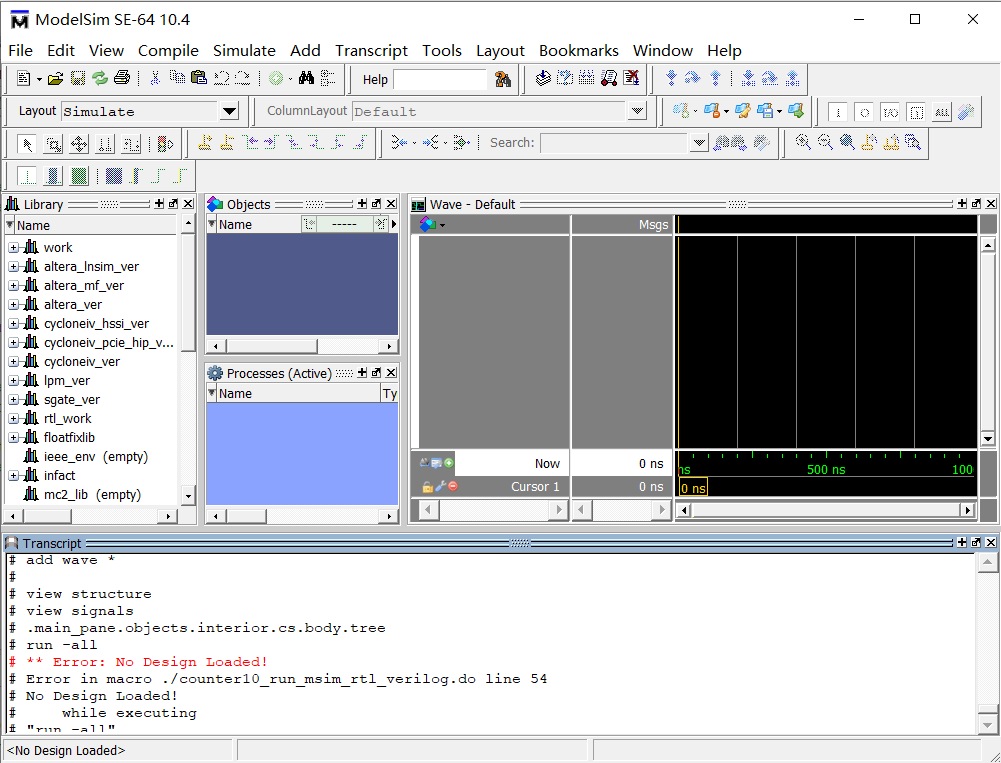 ModelSim SE-64 10.4
File Edit View Compile Simulate Add Transcript Tools Layout Bookmarks Window Help
Help
Layout Simulate
ColumnLayout Default
Search:
Library
Name
work
altera_lnsim_ver
altera_mf_ver
altera_ver
cycloneiv_hssi_ver
cycloneiv_pcie_hip_v...
cycloneiv_ver
lpm_ver
sgate_ver
rtl_work
floatfixlib
ieee_env (empty)
infact
mc2_lib (empty)
Objects
Name -----
Processes (Active)
Name Ty
Wave - Default
Msgs
Now 0 ns
Cursor 1 0 ns
ns 500 ns 100
0 ns
Transcript
# add wave *
#
# view structure
# view signals
# .main_pane.objects.interior.cs.body.tree
# run -all
# ** Error: No Design Loaded!
# Error in macro ./counter10_run_msim_rtl_verilog.do line 54
# No Design Loaded!
#     while executing
# "run -all"
<No Design Loaded>